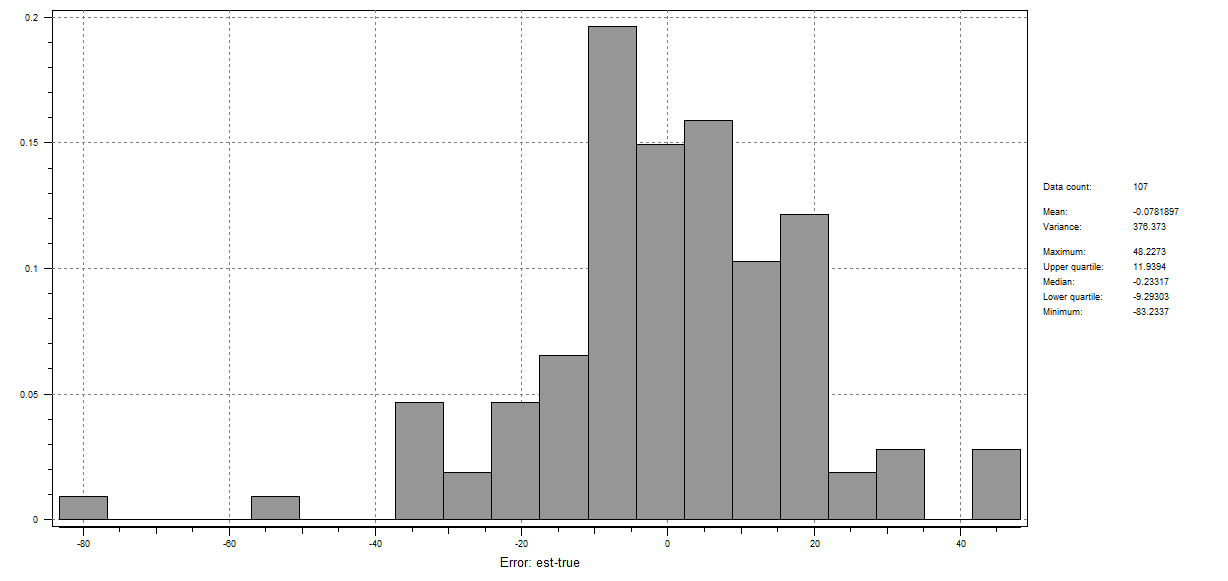 0.2
0.15
0.1
0.05
0
-80 -60 -40 -20 0 20 40
Error: est-true
Data count: 107
Mean: -0.0781897
Variance: 376.373
Maximum: 48.2273
Upper quartile: 11.9394
Median: -0.23317
Lower quartile: -9.29303
Minimum: -83.2337